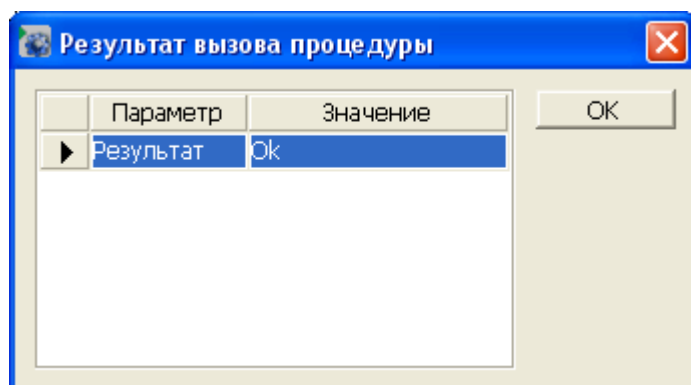 Результат вызова процедуры
Параметр Значение OK
Результат Ok